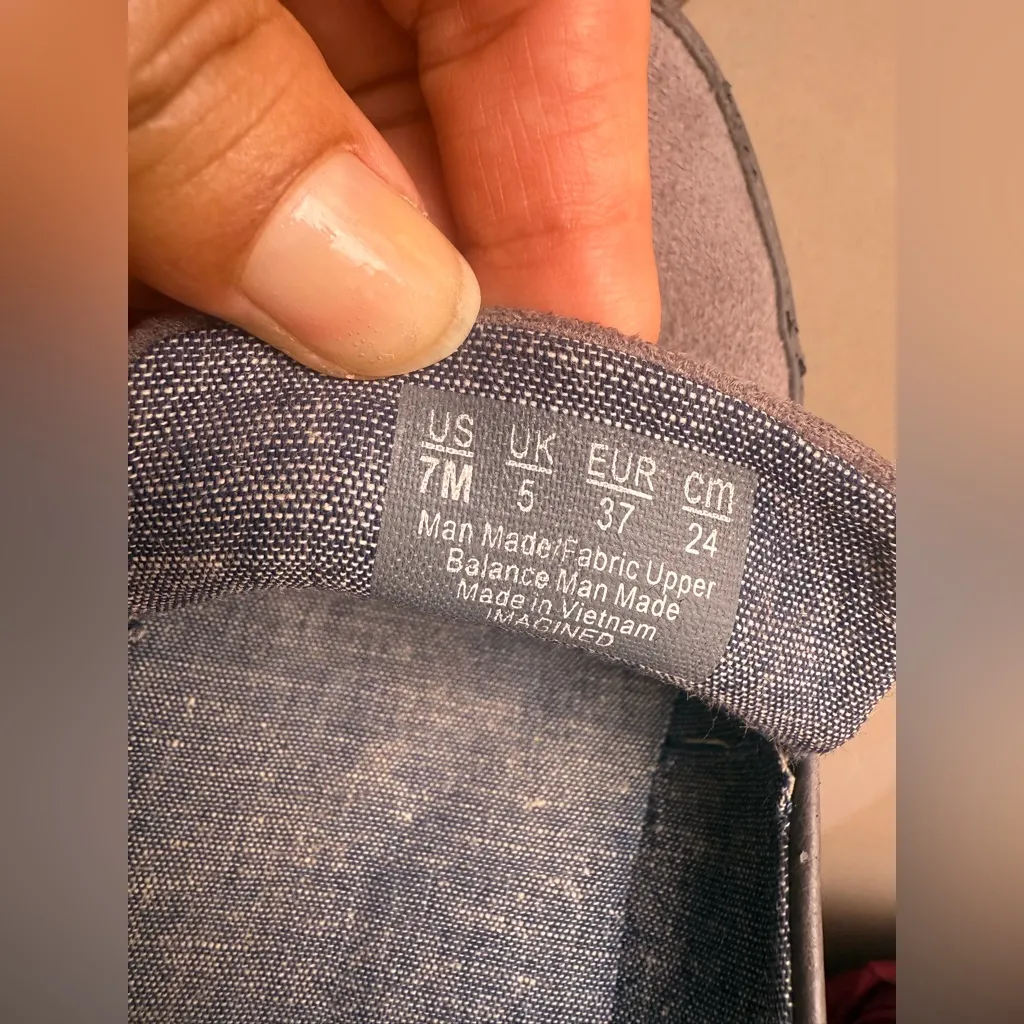 US UK EUR cm
7M 5 37 24
Man Made/Fabric Upper
Balance Man Made
Made in Vietnam
IMAGINED